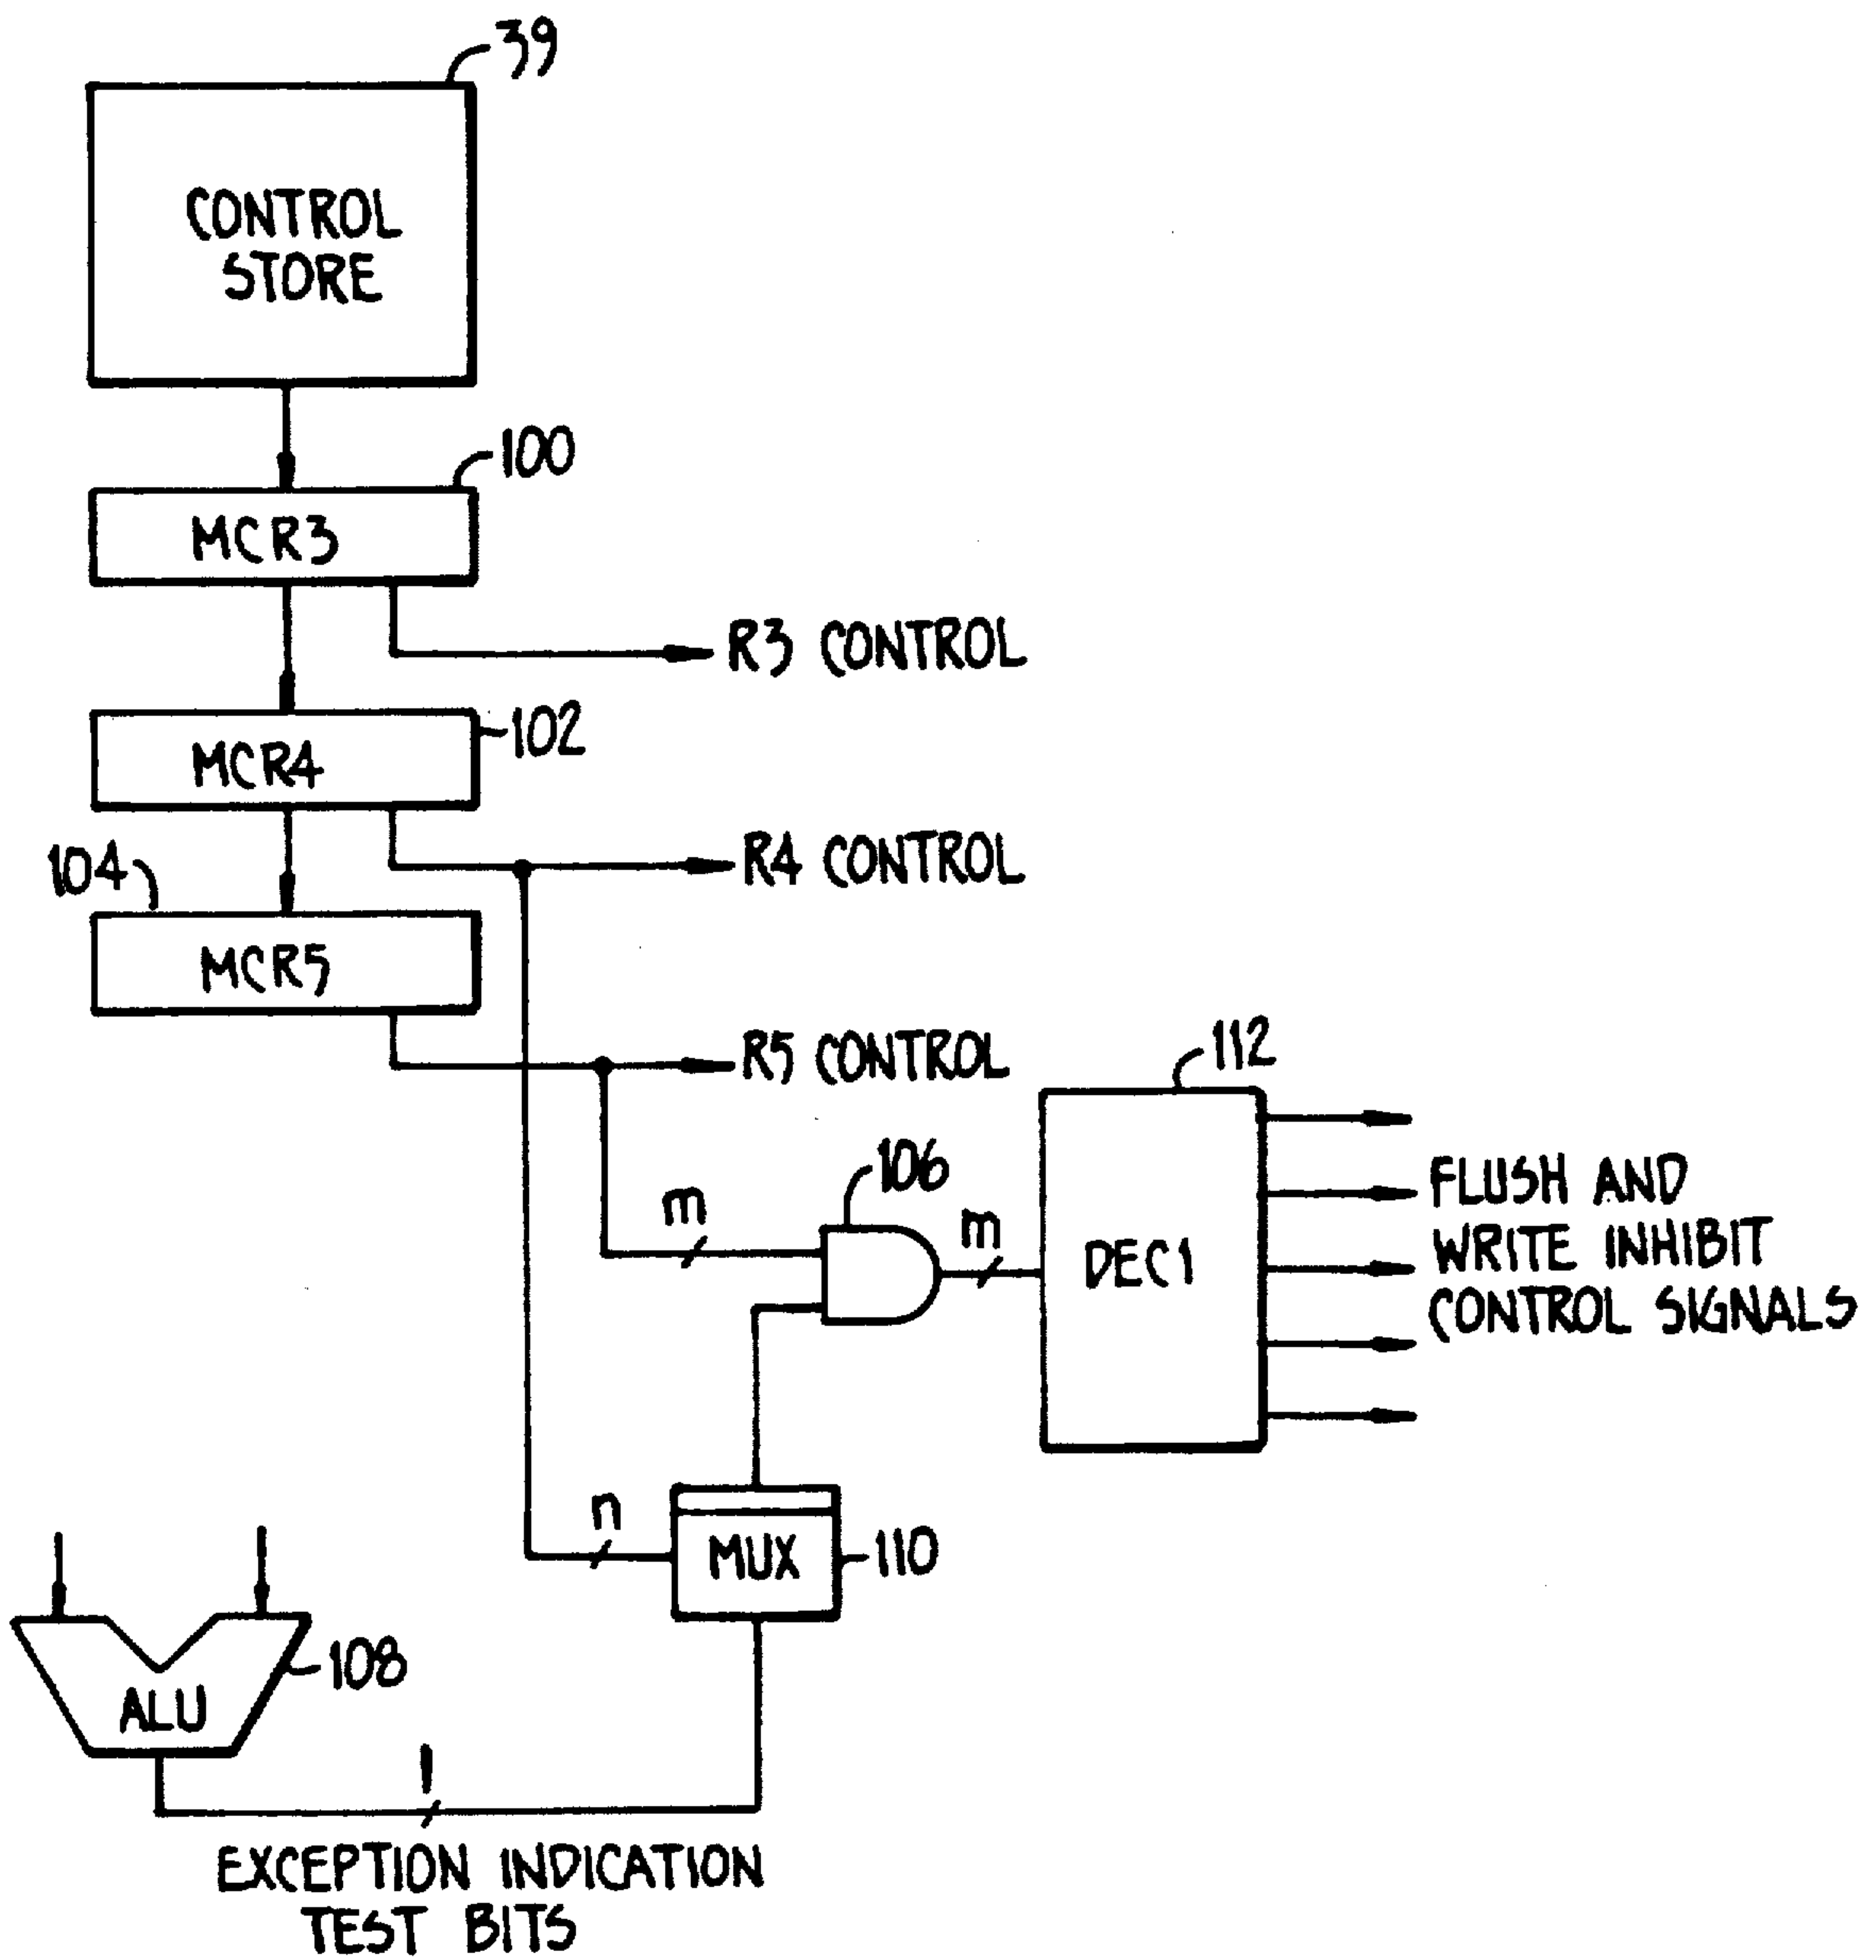 39
CONTROL
STORE
100
MCR3
R3 CONTROL
102
MCR4
R4 CONTROL
104
MCR5
R5 CONTROL
112
106
m
m
DEC1
FLUSH AND
WRITE INHIBIT
CONTROL SIGNALS
n
MUX
110
108
ALU
l
EXCEPTION INDICATION
TEST BITS